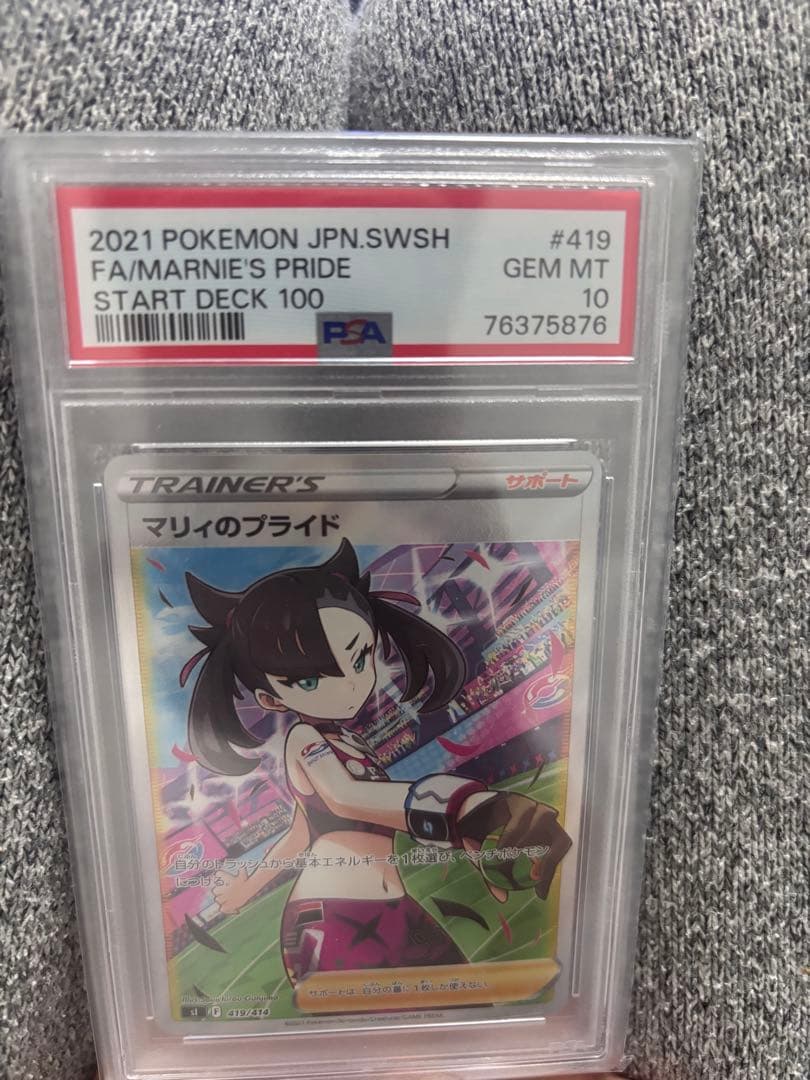 2021 POKEMON JPN.SWSH #419
FA/MARNIE'S PRIDE GEM MT
START DECK 100 10
PSA 76375876
TRAINER'S サポート
マリィのプライド
自分のトラッシュから基本エネルギーを1枚選び、ベンチポケモン
につける。
サポートは、自分の番に1枚しか使えない。
sI F 419/414